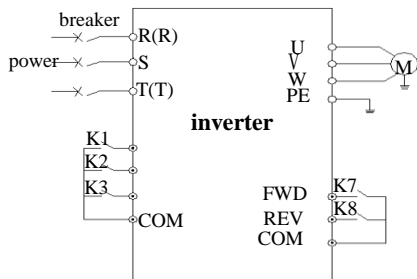 breaker
R(R)
power
S
T(T)
K1
K2
K3
COM
inverter
U
V
W
PE
M
FWD
K7
REV
K8
COM